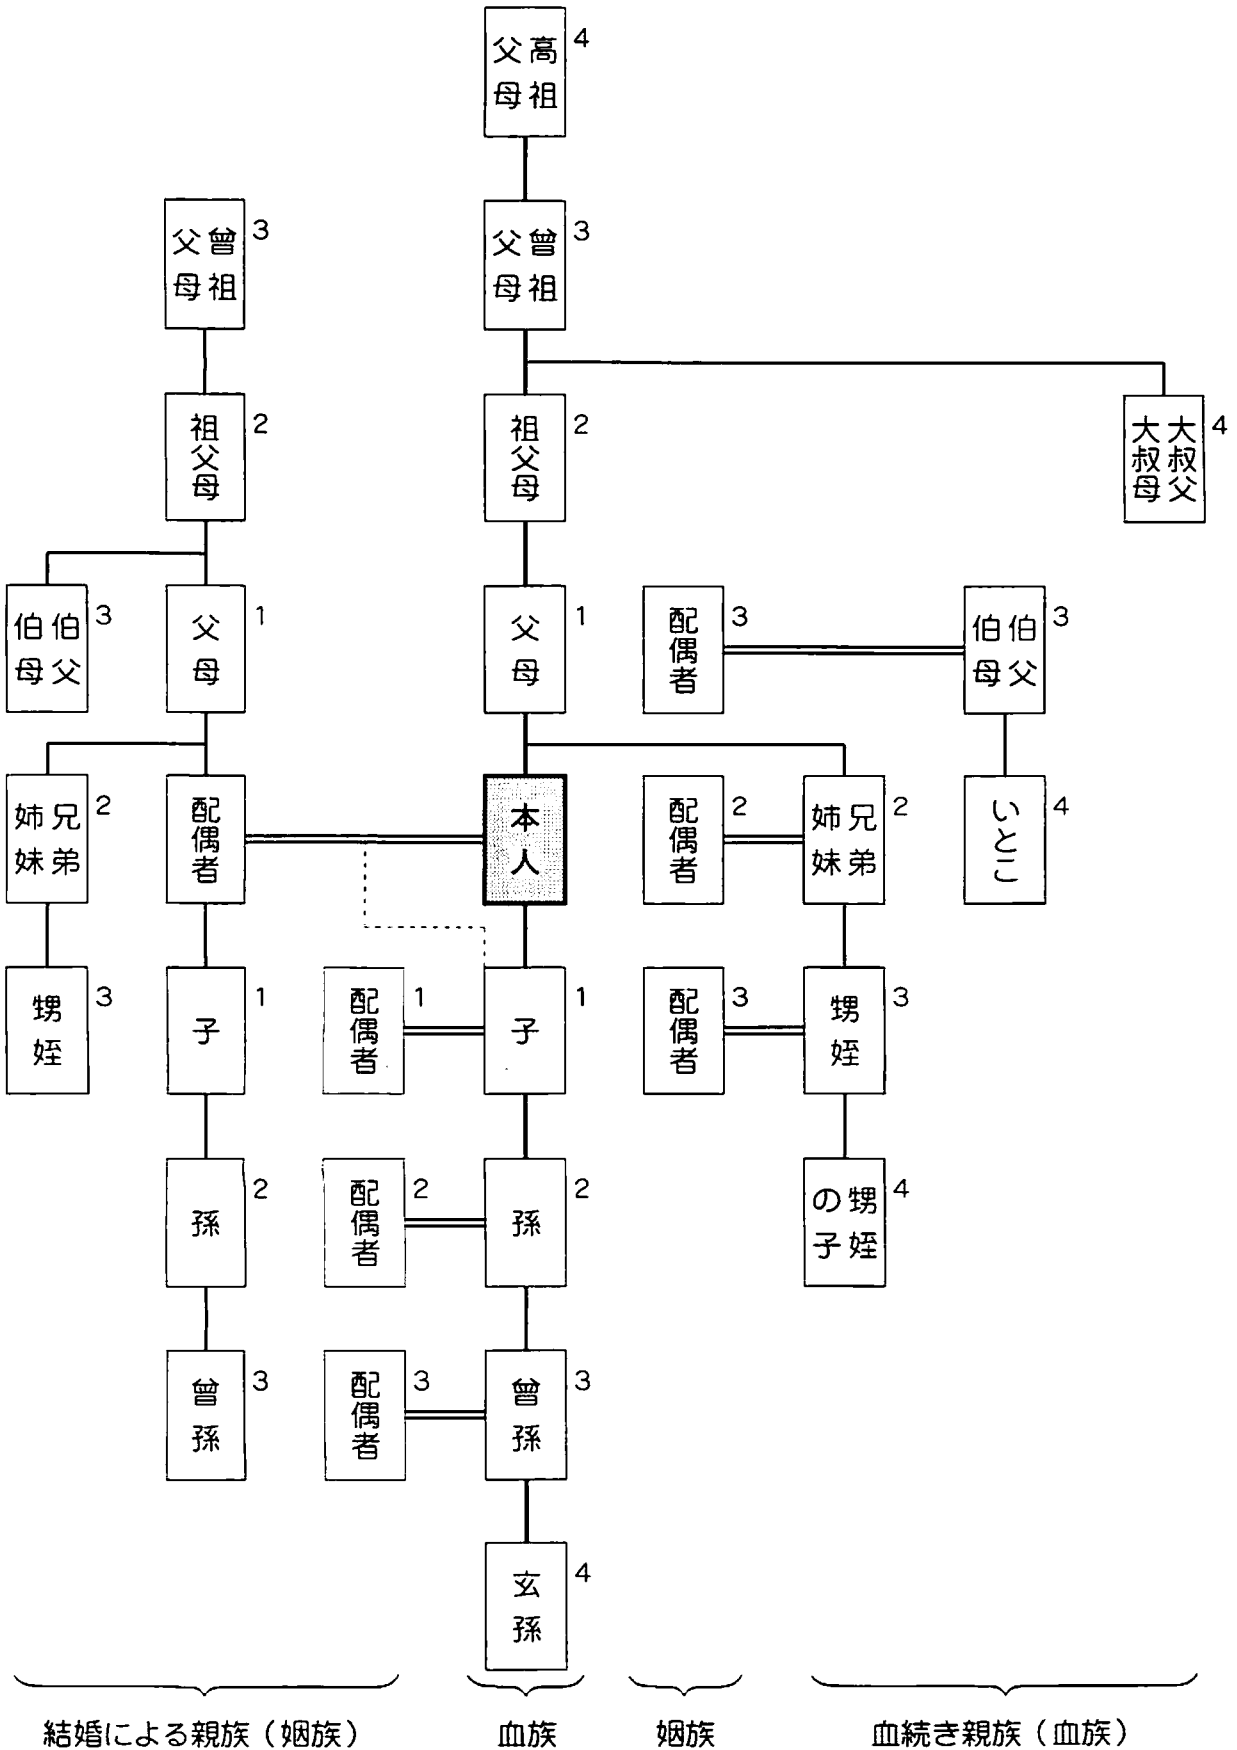 高祖父母 4
曾祖父母 3
曾祖父母 3
祖父母 2
祖父母 2
大叔父大叔母 4
伯父伯母 3
父母 1
父母 1
配偶者 3
伯父伯母 3
兄弟姉妹 2
配偶者
本人
配偶者 2
兄弟姉妹 2
いとこ 4
甥姪 3
子 1
配偶者 1
子 1
配偶者 3
甥姪 3
孫 2
配偶者 2
孫 2
甥姪の子 4
曾孫 3
配偶者 3
曾孫 3
玄孫 4
結婚による親族（姻族）
血族
姻族
血続き親族（血族）